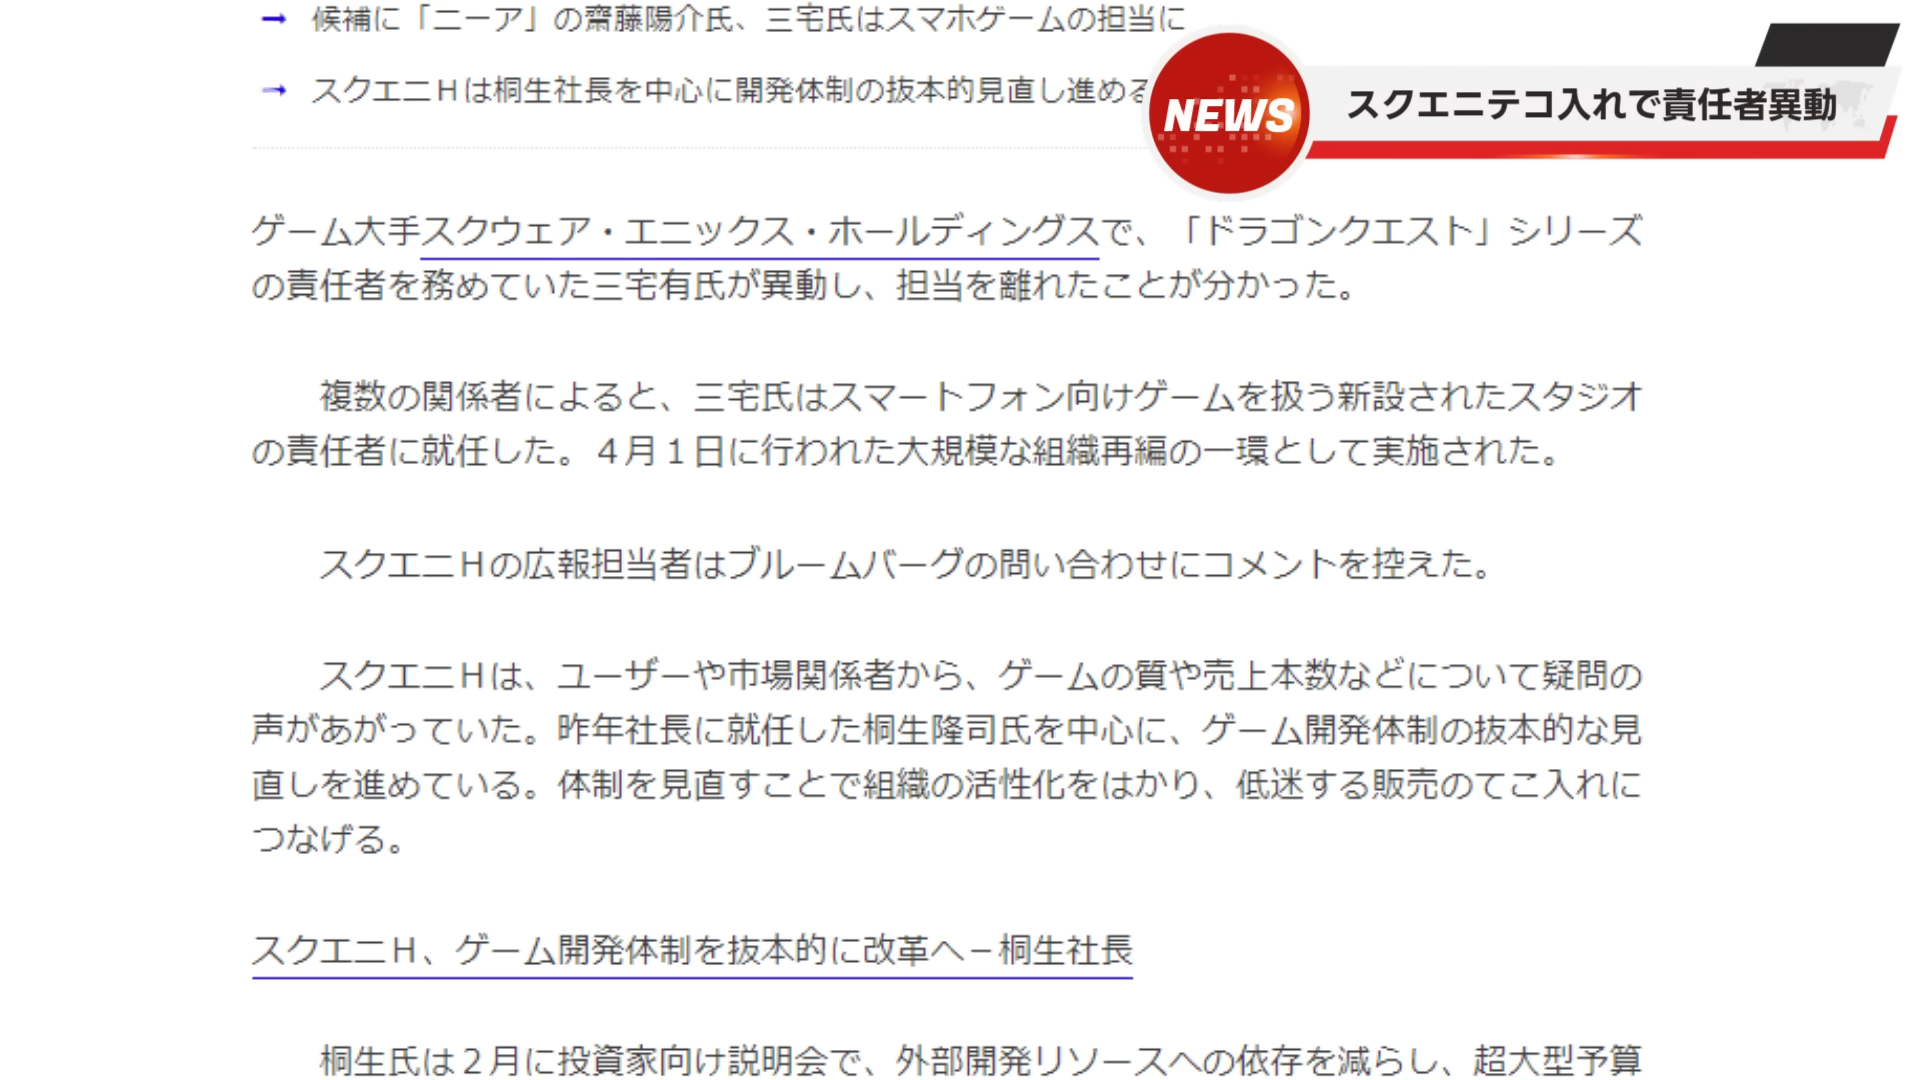 → 候補に「ニーア」の齋藤陽介氏、三宅氏はスマホゲームの担当に
→ スクエニＨは桐生社長を中心に開発体制の抜本的見直し進める
NEWS
スクエニテコ入れで責任者異動
ゲーム大手スクウェア・エニックス・ホールディングスで、「ドラゴンクエスト」シリーズ
の責任者を務めていた三宅有氏が異動し、担当を離れたことが分かった。
複数の関係者によると、三宅氏はスマートフォン向けゲームを扱う新設されたスタジオ
の責任者に就任した。４月１日に行われた大規模な組織再編の一環として実施された。
スクエニＨの広報担当者はブルームバーグの問い合わせにコメントを控えた。
スクエニＨは、ユーザーや市場関係者から、ゲームの質や売上本数などについて疑問の
声があがっていた。昨年社長に就任した桐生隆司氏を中心に、ゲーム開発体制の抜本的な見
直しを進めている。体制を見直すことで組織の活性化をはかり、低迷する販売のてこ入れに
つなげる。
スクエニＨ、ゲーム開発体制を抜本的に改革へ－桐生社長
桐生氏は２月に投資家向け説明会で、外部開発リソースへの依存を減らし、超大型予算